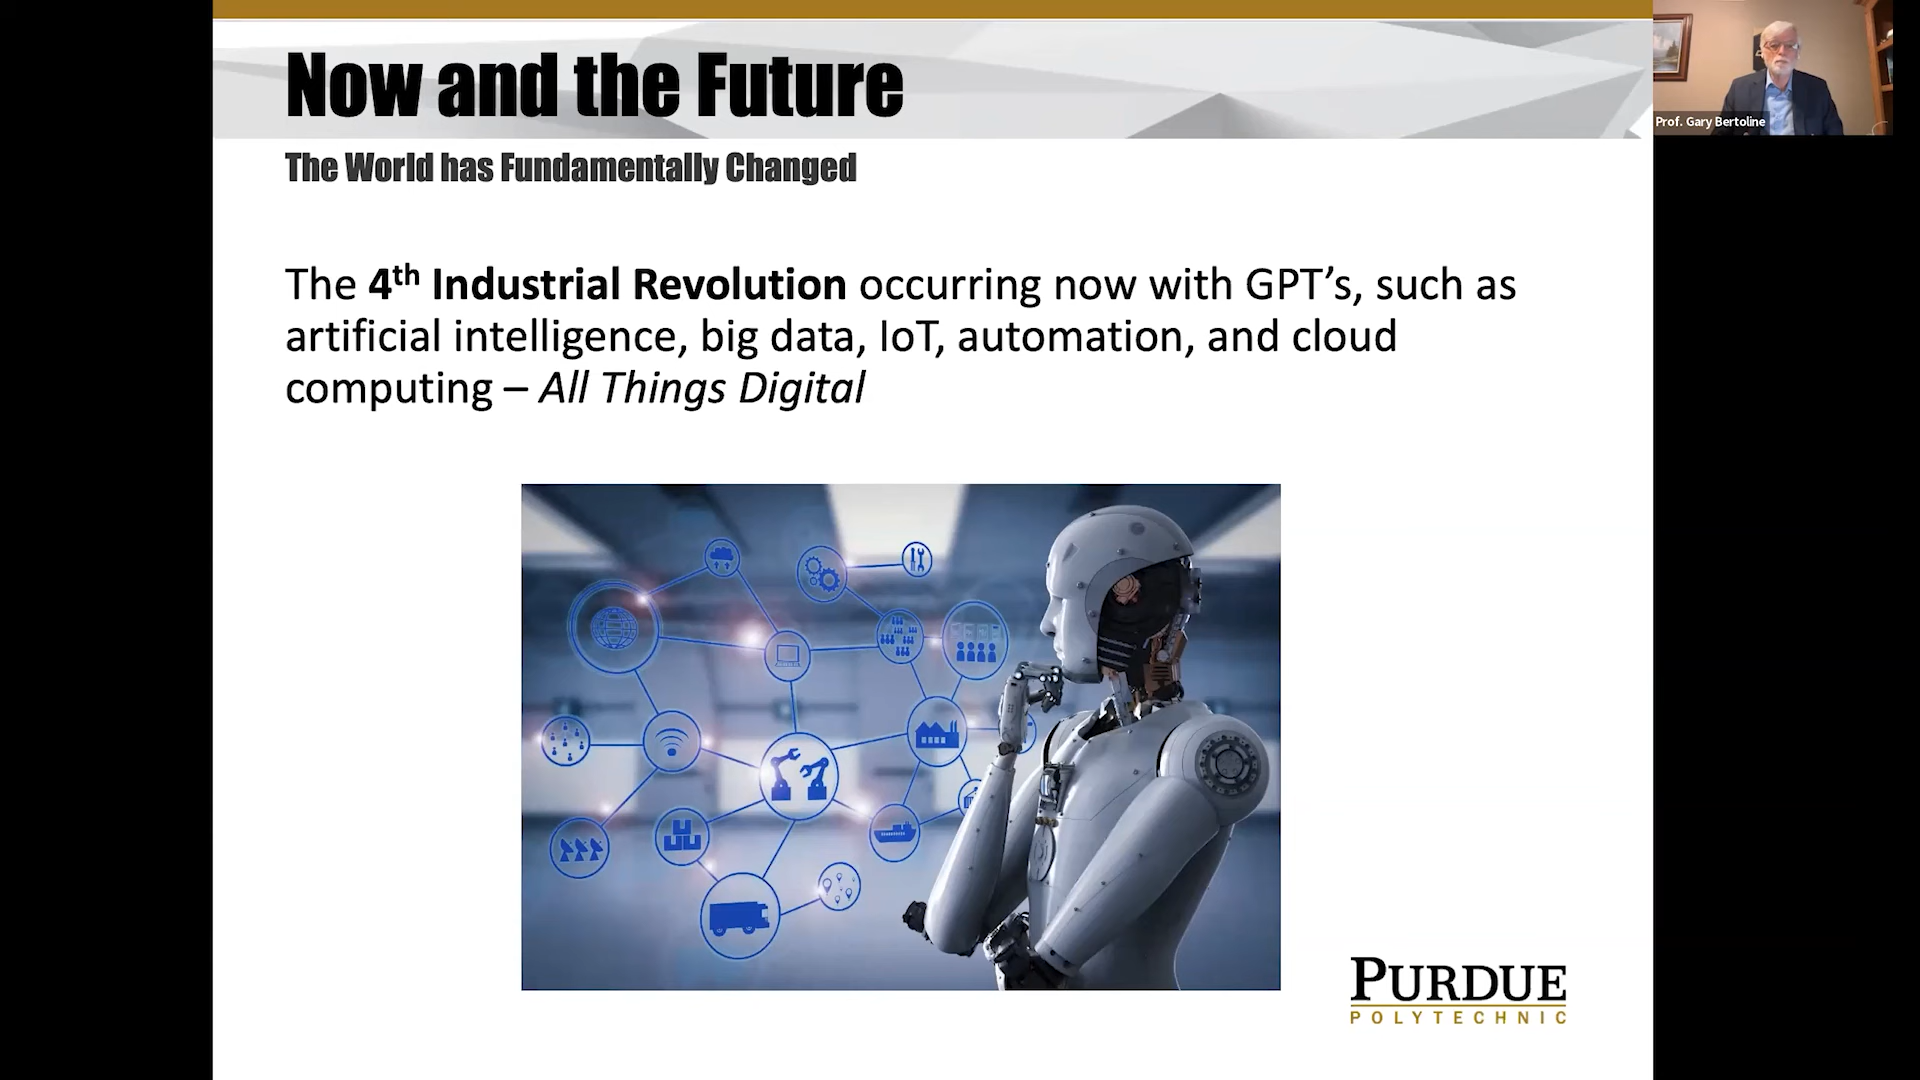 Now and the Future
Prof. Gary Bertoline
The World has Fundamentally Changed
The 4th Industrial Revolution occurring now with GPT’s, such as
artificial intelligence, big data, IoT, automation, and cloud
computing – All Things Digital
PURDUE
POLYTECHNIC